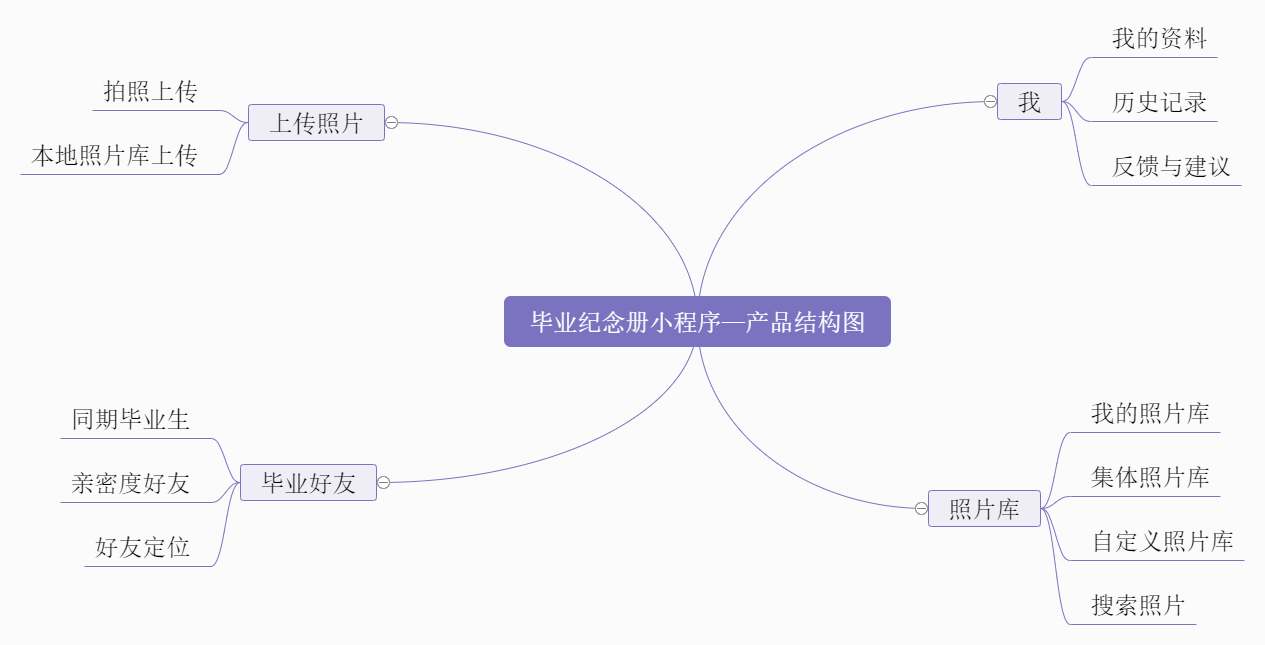 毕业纪念册小程序—产品结构图
上传照片
拍照上传
本地照片库上传
我
我的资料
历史记录
反馈与建议
毕业好友
同期毕业生
亲密度好友
好友定位
照片库
我的照片库
集体照片库
自定义照片库
搜索照片